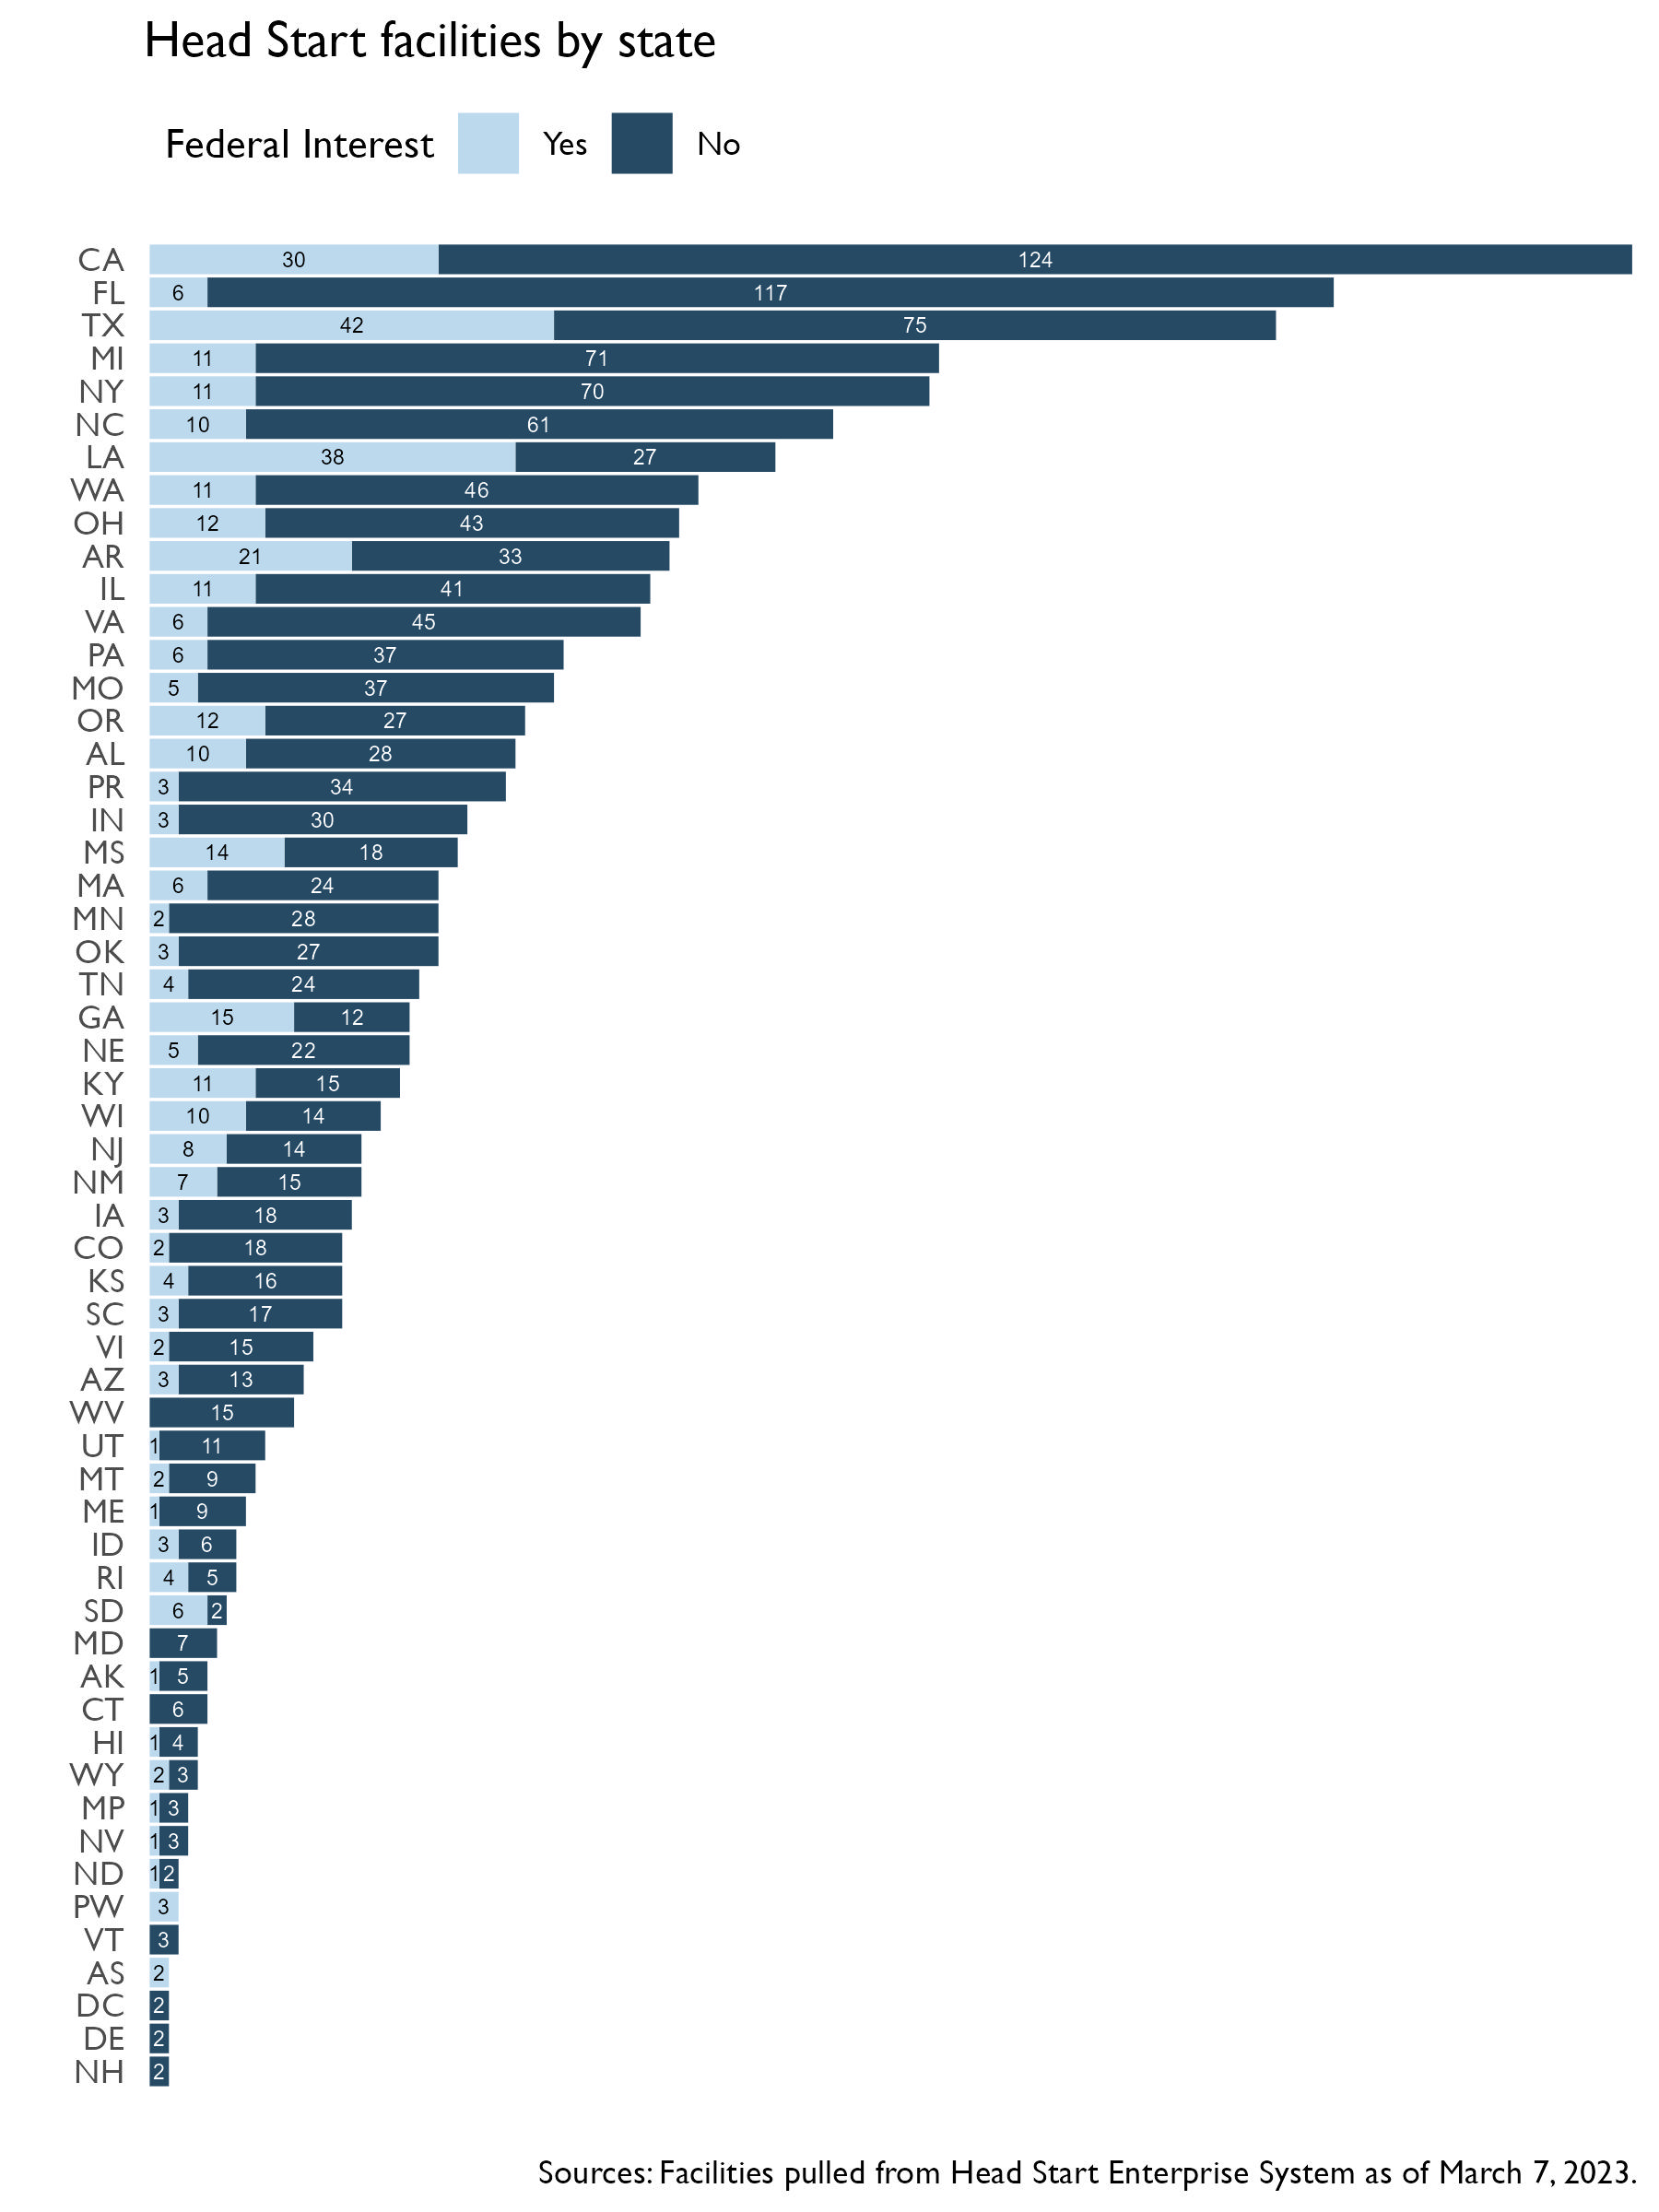 Head Start facilities by state
Federal Interest Yes No
CA 30 124
FL 6 117
TX 42 75
MI 11 71
NY 11 70
NC 10 61
LA 38 27
WA 11 46
OH 12 43
AR 21 33
IL 11 41
VA 6 45
PA 6 37
MO 5 37
OR 12 27
AL 10 28
PR 3 34
IN 3 30
MS 14 18
MA 6 24
MN 2 28
OK 3 27
TN 4 24
GA 15 12
NE 5 22
KY 11 15
WI 10 14
NJ 8 14
NM 7 15
IA 3 18
CO 2 18
KS 4 16
SC 3 17
VI 2 15
AZ 3 13
WV 15
UT 1 11
MT 2 9
ME 1 9
ID 3 6
RI 4 5
SD 6 2
MD 7
AK 1 5
CT 6
HI 1 4
WY 2 3
MP 1 3
NV 1 3
ND 1 2
PW 3
VT 3
AS 2
DC 2
DE 2
NH 2
Sources: Facilities pulled from Head Start Enterprise System as of March 7, 2023.